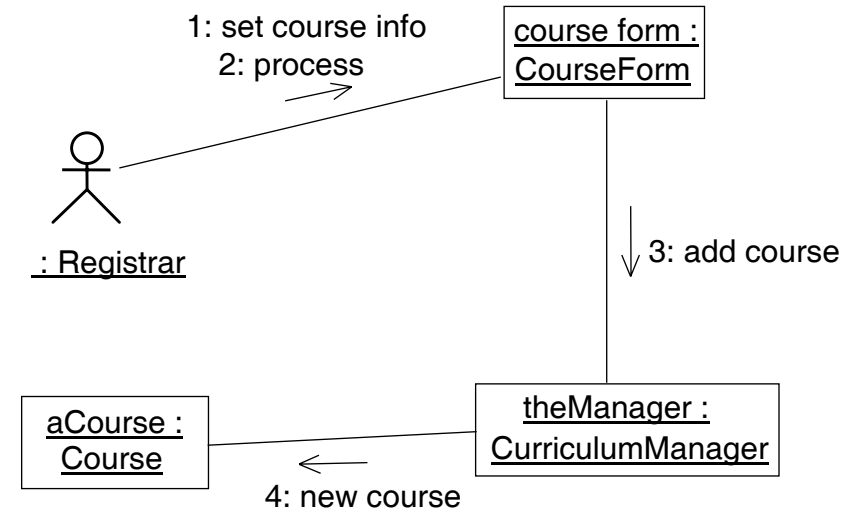 1: set course info
2: process
course form :
CourseForm
: Registrar
3: add course
aCourse :
Course
theManager :
CurriculumManager
4: new course